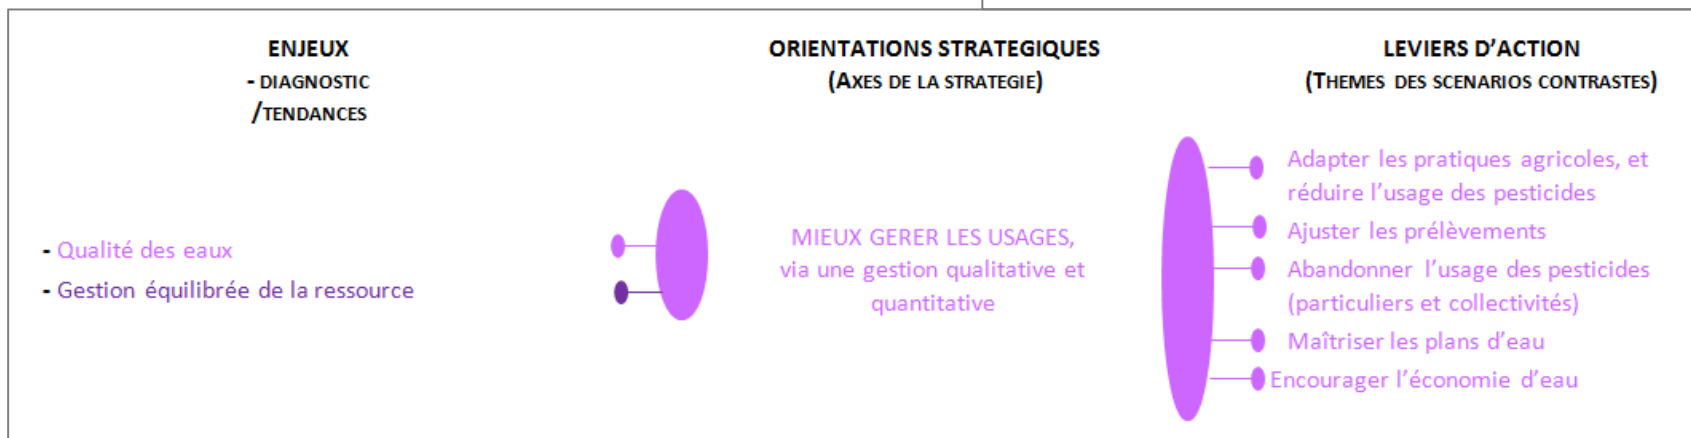 ENJEUX
- DIAGNOSTIC
/TENDANCES
- Qualité des eaux
- Gestion équilibrée de la ressource
ORIENTATIONS STRATEGIQUES
(AXES DE LA STRATEGIE)
MIEUX GERER LES USAGES,
via une gestion qualitative et
quantitative
LEVIERS D’ACTION
(THEMES DES SCENARIOS CONTRASTES)
Adapter les pratiques agricoles, et
réduire l’usage des pesticides
Ajuster les prélèvements
Abandonner l’usage des pesticides
(particuliers et collectivités)
Maîtriser les plans d’eau
Encourager l’économie d’eau